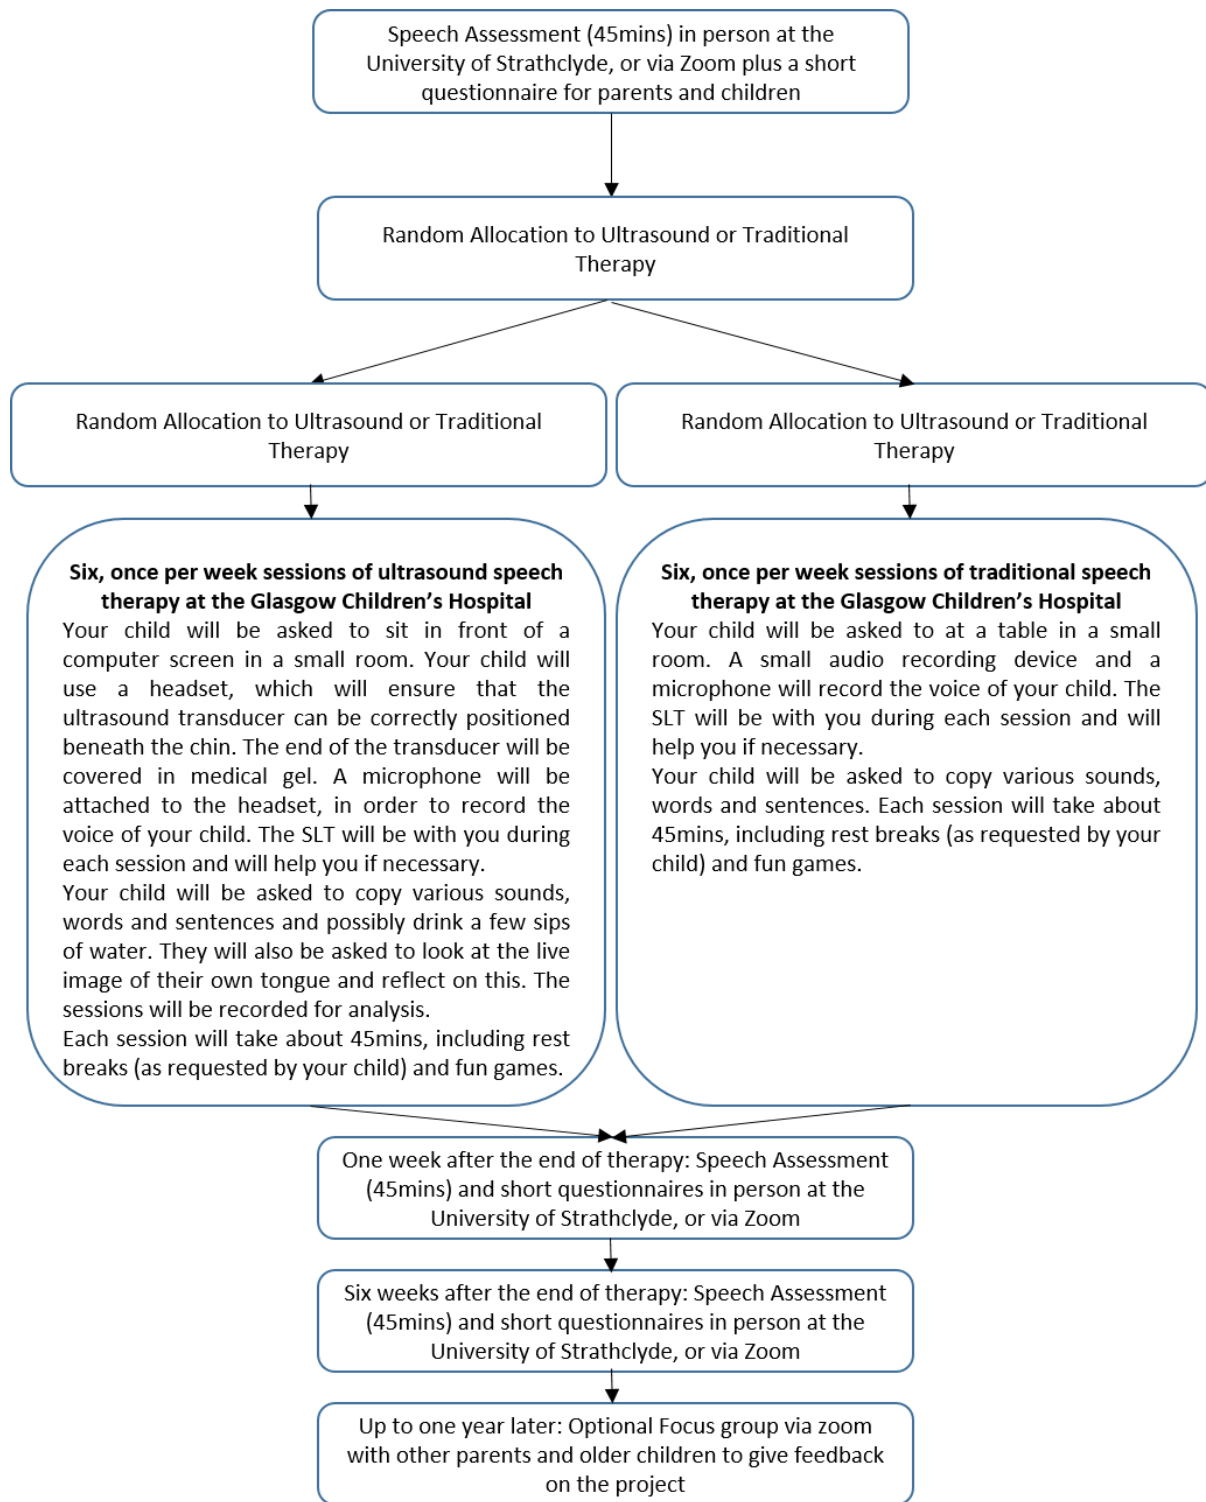 Speech Assessment (45mins) in person at the
University of Strathclyde, or via Zoom plus a short
questionnaire for parents and children
Random Allocation to Ultrasound or Traditional
Therapy
Random Allocation to Ultrasound or Traditional
Therapy
Random Allocation to Ultrasound or Traditional
Therapy
Six, once per week sessions of ultrasound speech
therapy at the Glasgow Children's Hospital
Your child will be asked to sit in front of a
computer screen in a small room. Your child will
use a headset, which will ensure that the
ultrasound transducer can be correctly positioned
beneath the chin. The end of the transducer will be
covered in medical gel. A microphone will be
attached to the headset, in order to record the
voice of your child. The SLT will be with you during
each session and will help you if necessary.
Your child will be asked to copy various sounds,
words and sentences and possibly drink a few sips
of water. They will also be asked to look at the live
image of their own tongue and reflect on this. The
sessions will be recorded for analysis.
Each session will take about 45mins, including rest
breaks (as requested by your child) and fun games.
Six, once per week sessions of traditional speech
therapy at the Glasgow Children's Hospital
Your child will be asked to at a table in a small
room. A small audio recording device and a
microphone will record the voice of your child. The
SLT will be with you during each session and will
help you if necessary.
Your child will be asked to copy various sounds,
words and sentences. Each session will take about
45mins, including rest breaks (as requested by your
child) and fun games.
One week after the end of therapy: Speech Assessment
(45mins) and short questionnaires in person at the
University of Strathclyde, or via Zoom
Six weeks after the end of therapy: Speech Assessment
(45mins) and short questionnaires in person at the
University of Strathclyde, or via Zoom
Up to one year later: Optional Focus group via zoom
with other parents and older children to give feedback
on the project